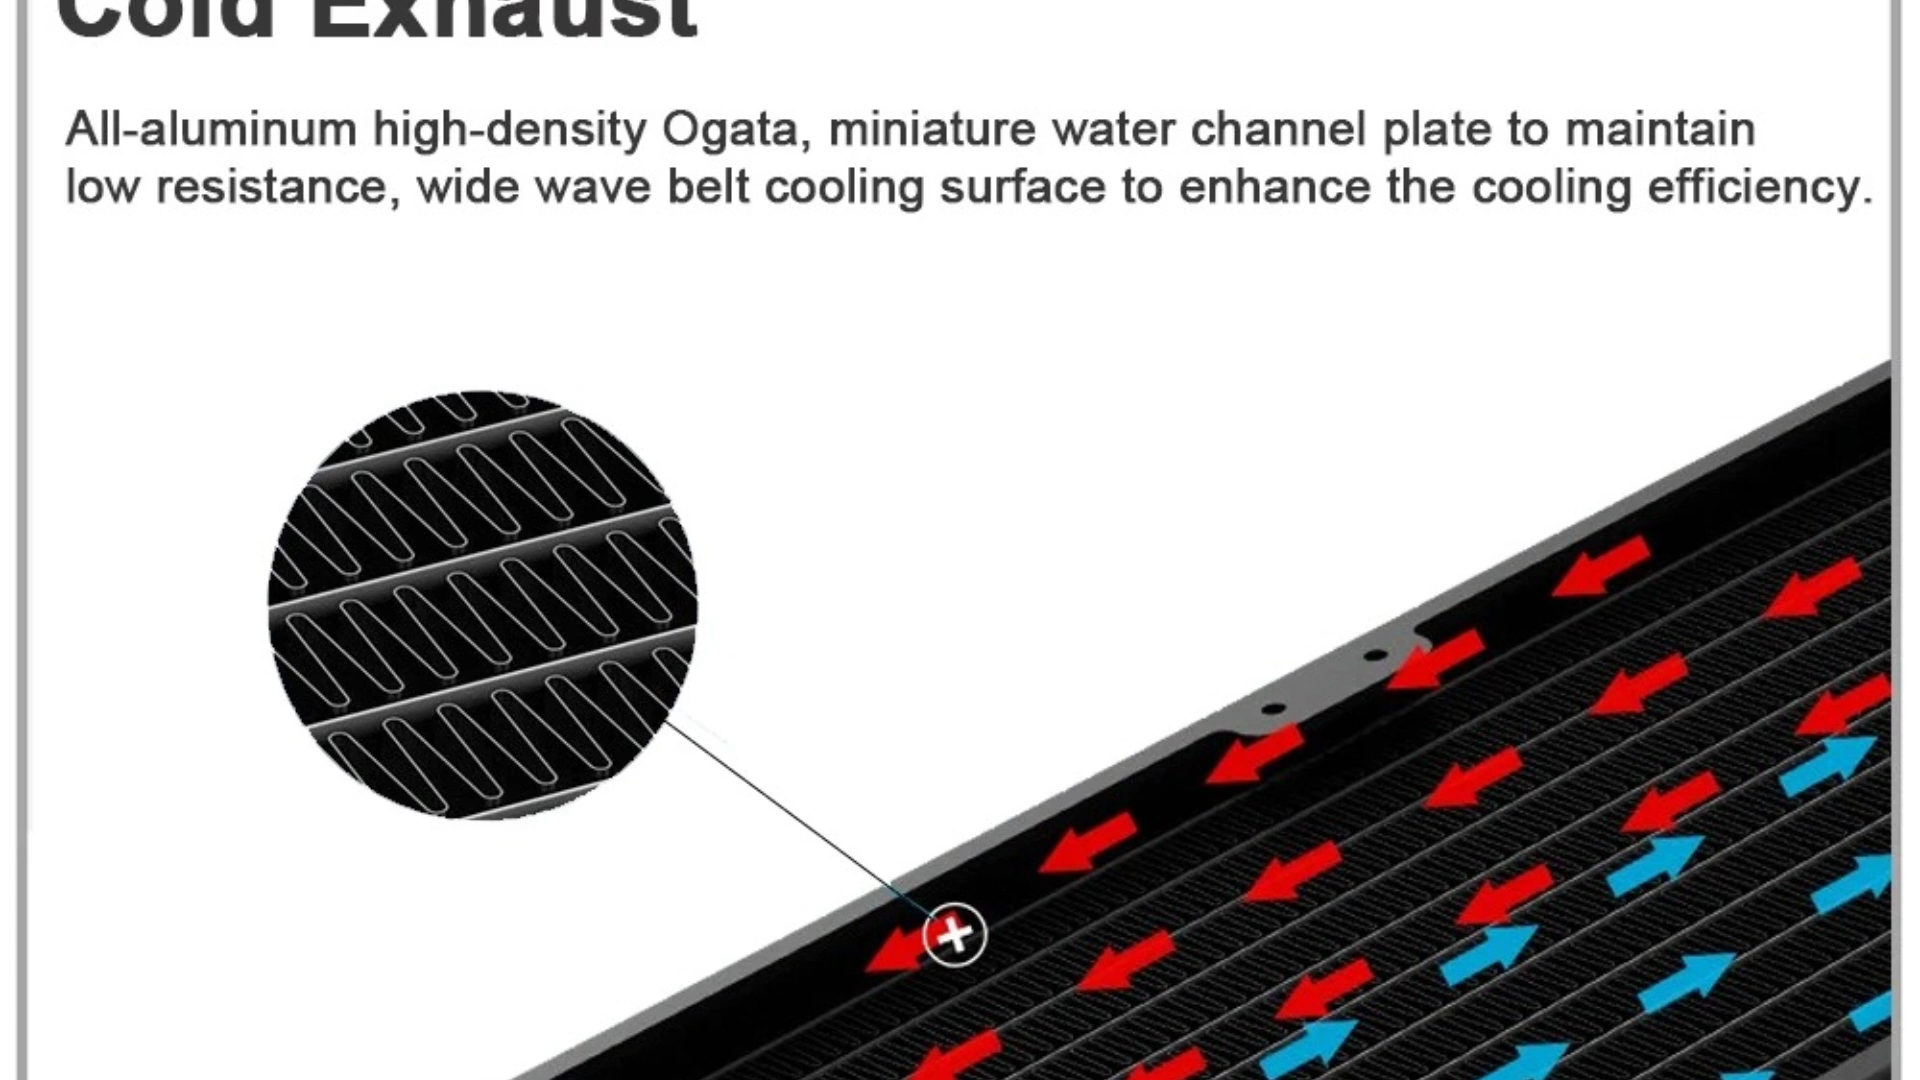 Cold Exhaust
All-aluminum high-density Ogata, miniature water channel plate to maintain
low resistance, wide wave belt cooling surface to enhance the cooling efficiency.